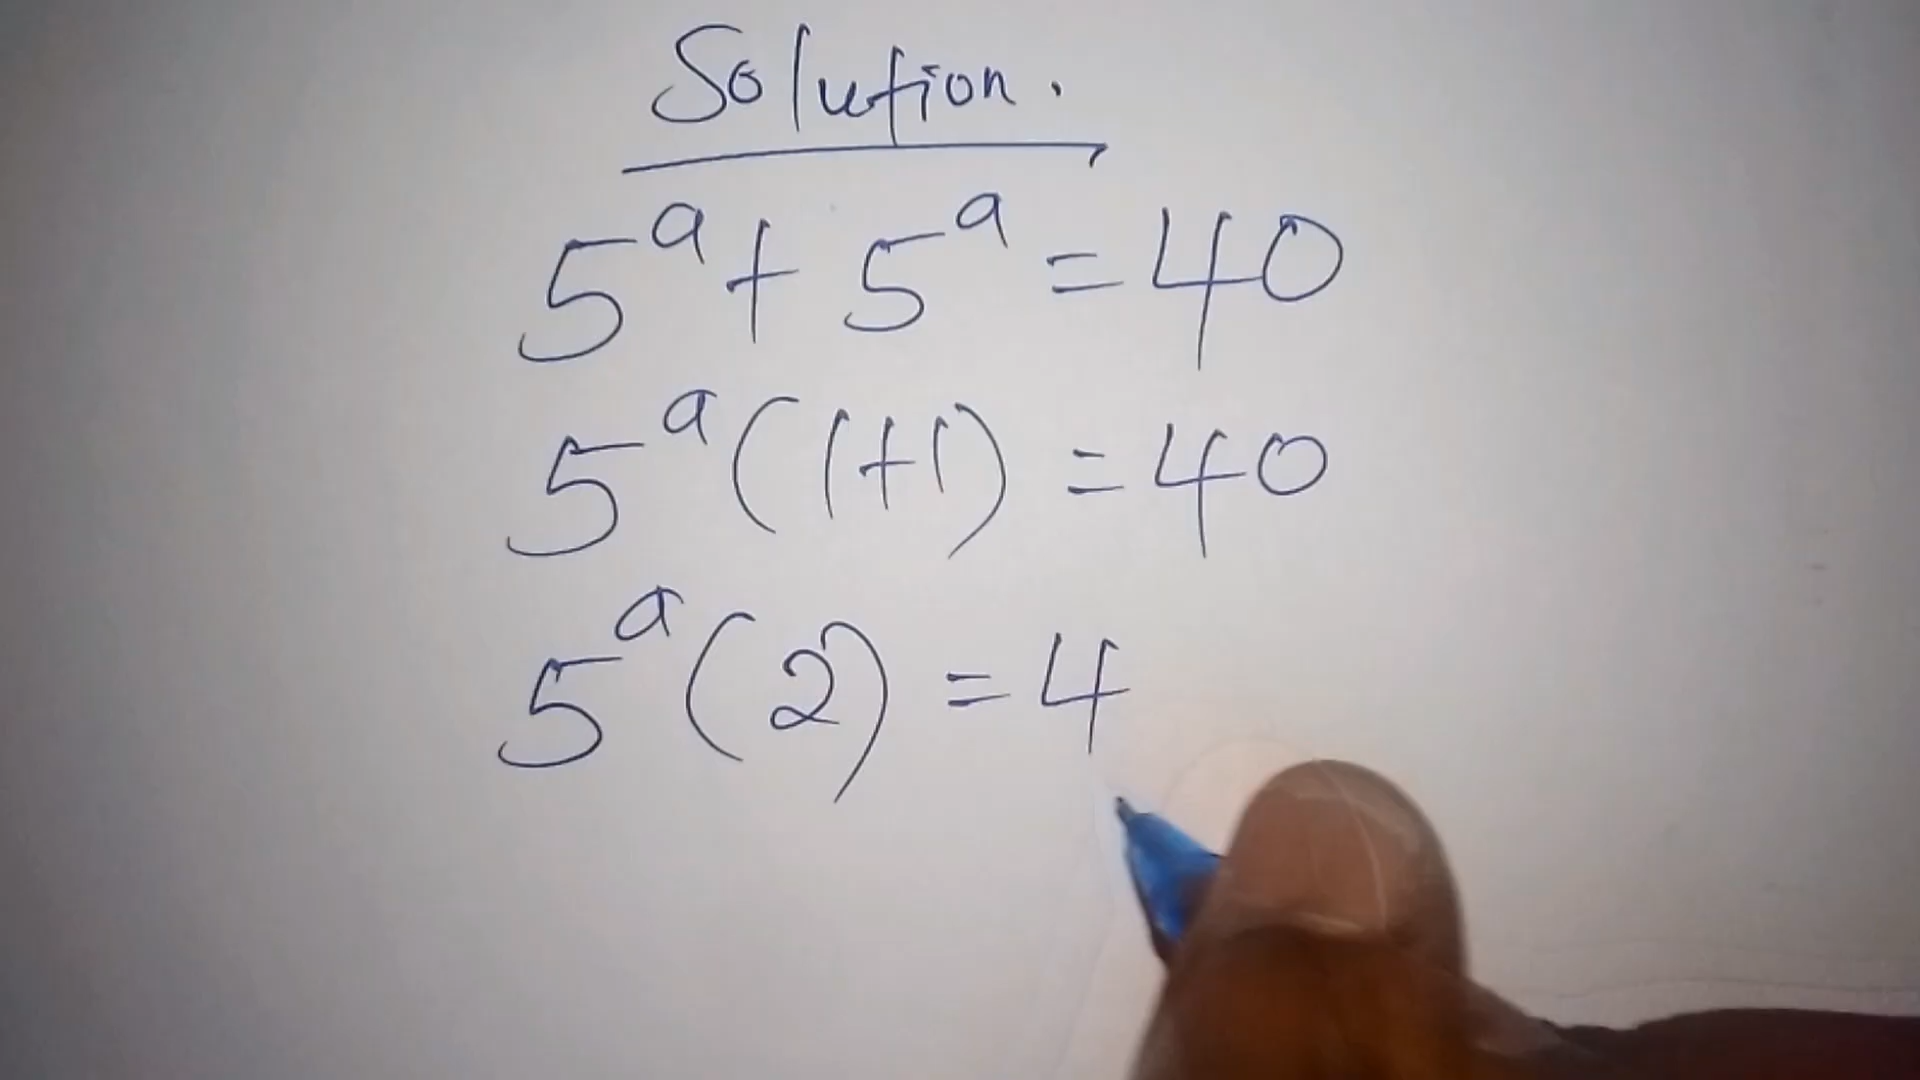 Solution.
5^a + 5^a = 40
5^a (1+1) = 40
5^a (2) = 4